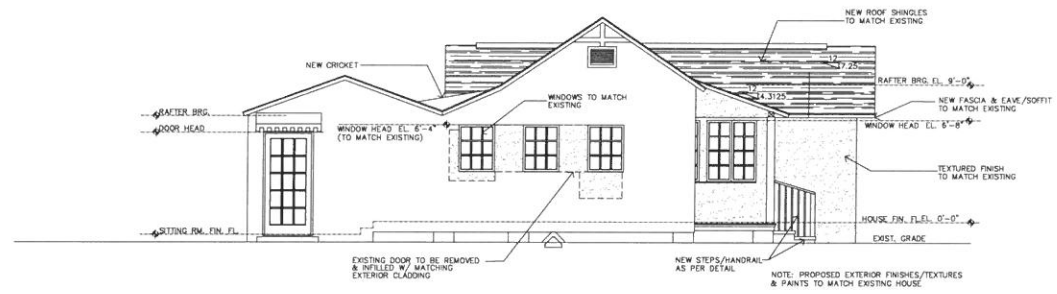 NEW ROOF SHINGLES
TO MATCH EXISTING
12
7.25
NEW CRICKET
RAFTER BRG. EL. 9'-0"
12
4.3125
WINDOWS TO MATCH
EXISTING
NEW FASCIA & EAVE/SOFFIT
TO MATCH EXISTING
RAFTER BRG.
DOOR HEAD
WINDOW HEAD EL. 6'-4"
(TO MATCH EXISTING)
WINDOW HEAD EL. 6'-8"
TEXTURED FINISH
TO MATCH EXISTING
HOUSE FIN. FL.EL. 0'-0"
SITTING RM. FIN. FL.
EXIST. GRADE
EXISTING DOOR TO BE REMOVED
& INFILLED W/ MATCHING
EXTERIOR CLADDING
NEW STEPS/HANDRAIL
AS PER DETAIL
NOTE: PROPOSED EXTERIOR FINISHES/TEXTURES
& PAINTS TO MATCH EXISTING HOUSE